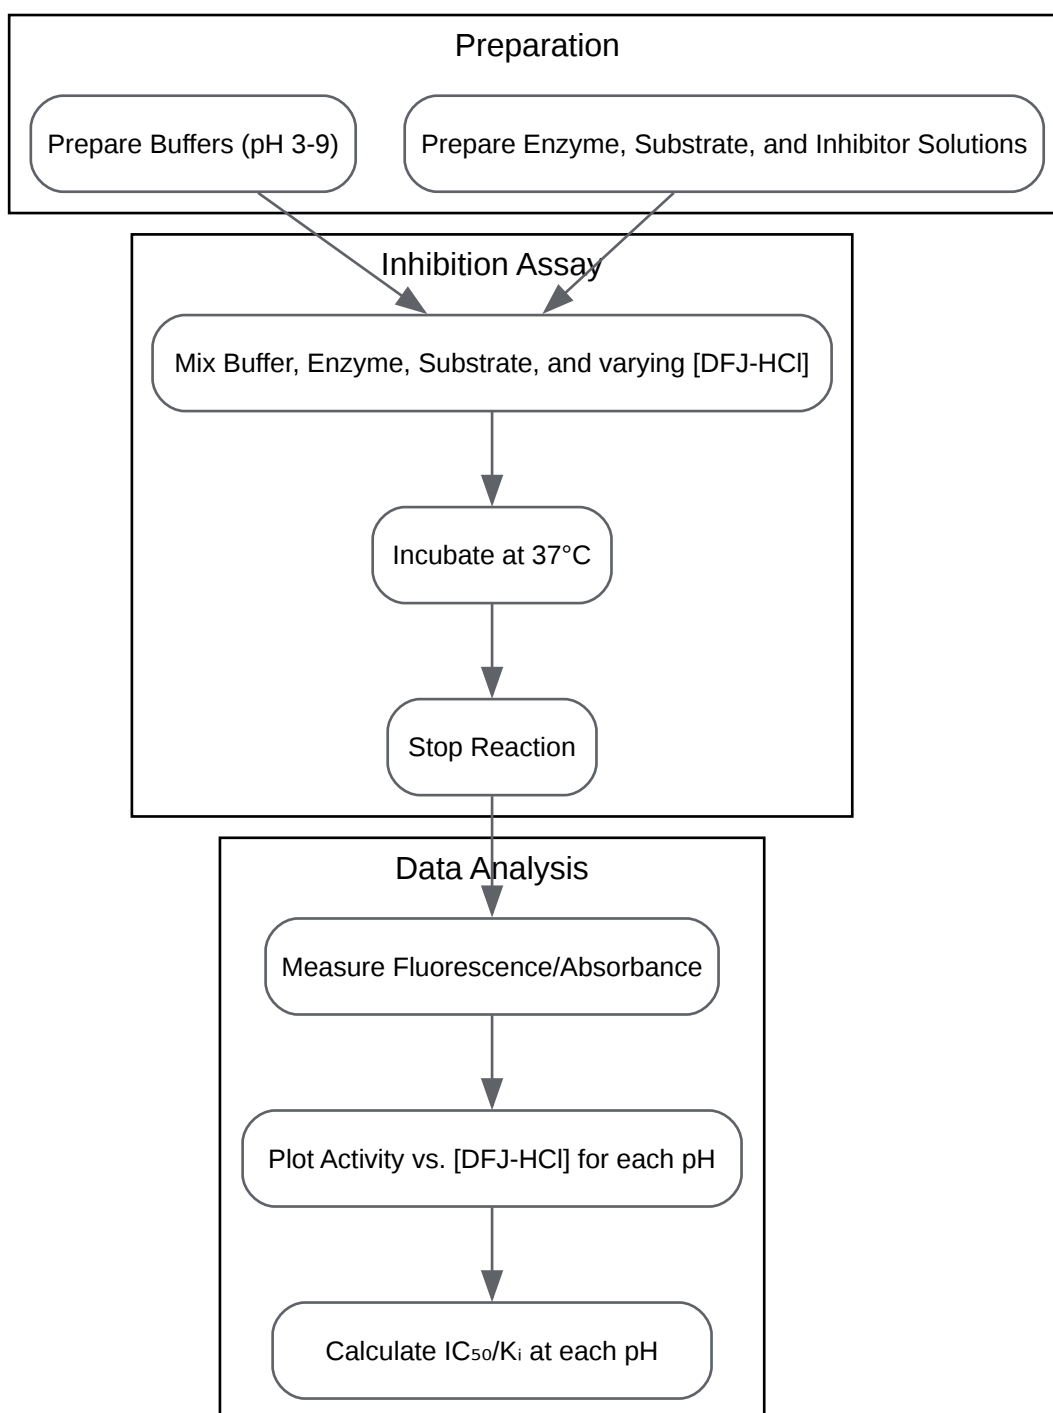 Preparation
Prepare Buffers (pH 3-9)
Prepare Enzyme, Substrate, and Inhibitor Solutions
Inhibition Assay
Mix Buffer, Enzyme, Substrate, and varying [DFJ-HCl]
Incubate at 37°C
Stop Reaction
Data Analysis
Measure Fluorescence/Absorbance
Plot Activity vs. [DFJ-HCl] for each pH
Calculate IC₅₀/Kᵢ at each pH